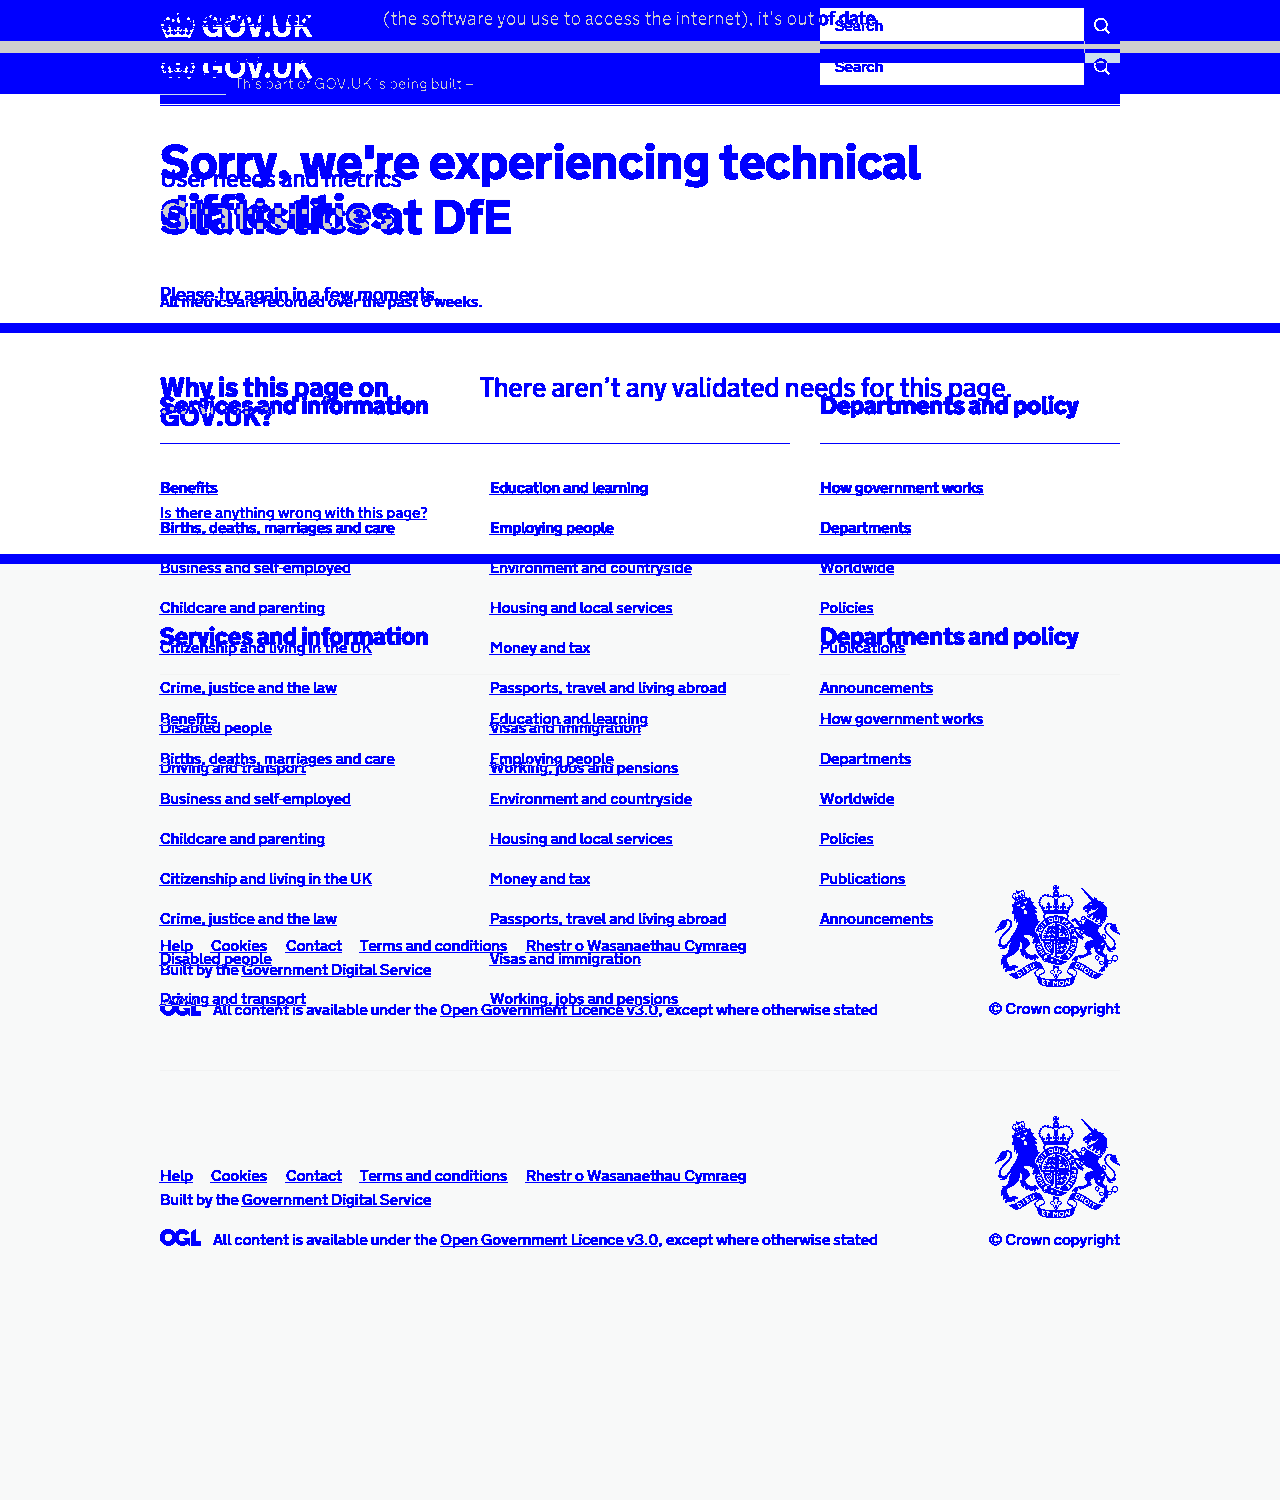 (the software you use to access the internet), it's out of date.
GOV.UK
Search
GOV.UK
Search
This part of GOV.UK is being built –
Sorry, we're experiencing technical
User needs and metrics
difficulties
Statistics at DfE
Please try again in a few moments.
All metrics are recorded over the past 6 weeks.
Why is this page on
There aren't any validated needs for this page.
Services and information
Departments and policy
GOV.UK?
Benefits
Education and learning
How government works
Is there anything wrong with this page?
Births, deaths, marriages and care
Employing people
Departments
Business and self-employed
Environment and countryside
Worldwide
Childcare and parenting
Housing and local services
Policies
Services and information
Departments and policy
Citizenship and living in the UK
Money and tax
Publications
Crime, justice and the law
Passports, travel and living abroad
Announcements
Benefits
Education and learning
How government works
Disabled people
Visas and immigration
Births, deaths, marriages and care
Employing people
Departments
Driving and transport
Working, jobs and pensions
Business and self-employed
Environment and countryside
Worldwide
Childcare and parenting
Housing and local services
Policies
Citizenship and living in the UK
Money and tax
Publications
Crime, justice and the law
Passports, travel and living abroad
Announcements
Help Cookies Contact Terms and conditions Rhestr o Wasanaethau Cymraeg
Disabled people
Visas and immigration
Built by the Government Digital Service
Driving and transport
Working, jobs and pensions
OGL All content is available under the Open Government Licence v3.0, except where otherwise stated
© Crown copyright
Help Cookies Contact Terms and conditions Rhestr o Wasanaethau Cymraeg
Built by the Government Digital Service
OGL All content is available under the Open Government Licence v3.0, except where otherwise stated
© Crown copyright